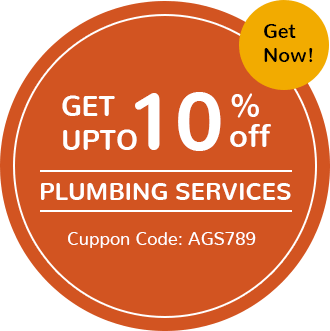 Get
Now!
GET
UPTO 10 % off
PLUMBING SERVICES
Cuppon Code: AGS789